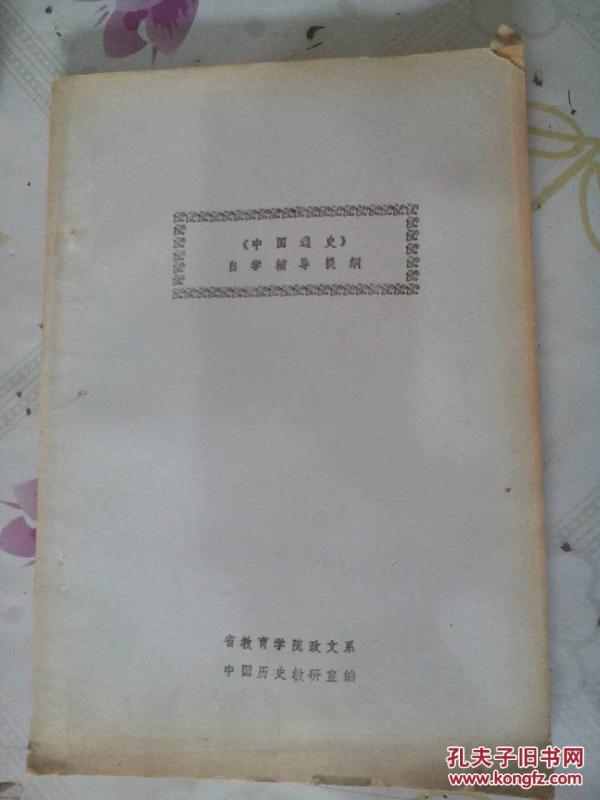 《中国通史》
自学辅导提纲
省教育学院政文系
中国历史教研室编
孔夫子旧书网
www.kongfz.com